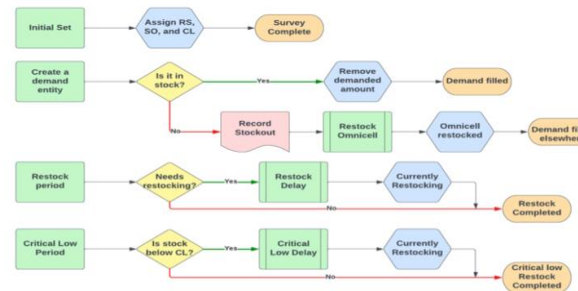 Initial Set
Assign RS,
SO, and CL
Survey
Complete
Create a
demand
entity
Is it in
stock?
Yes
Remove
demanded
amount
Demand filled
No
Record
Stockout
Restock
Omnicell
Omnicell
restocked
Demand fi
elsewher
Restock
period
Needs
restocking?
Yes
Restock
Delay
Currently
Restocking
No
Restock
Completed
Critical Low
Period
Is stock
below CL?
Yes
Critical
Low Delay
Currently
Restocking
No
Critical low
Restock
Completed